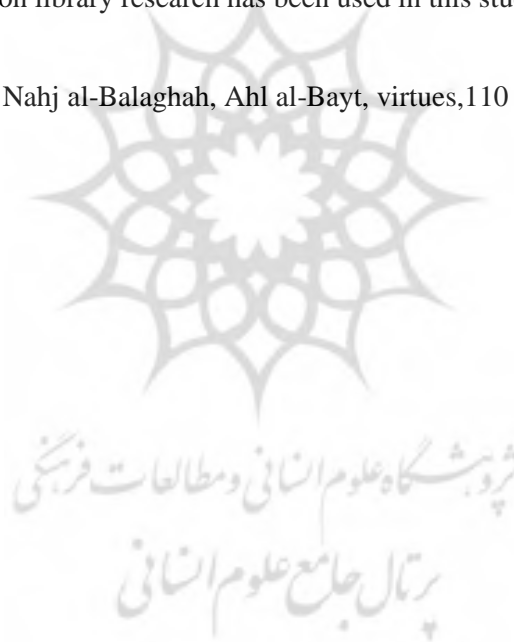 on library research has been used in this stu
Nahj al-Balaghah, Ahl al-Bayt, virtues,110
پژوهشگاه علوم انسانی و مطالعات فرهنگی
پرتال جامع علوم انسانی